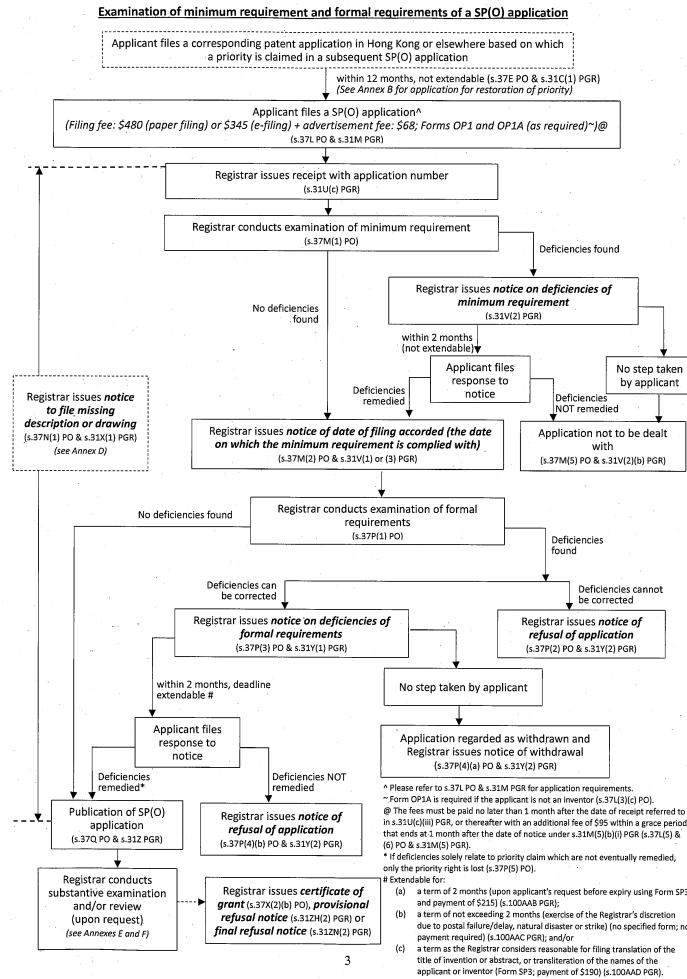 Examination of minimum requirement and formal requirements of a SP(O) application
Applicant files a corresponding patent application in Hong Kong or elsewhere based on which
a priority is claimed in a subsequent SP(O) application
within 12 months, not extendable (s.37E PO & s.31C(1) PGR)
(See Annex B for application for restoration of priority)
Applicant files a SP(O) application^
(Filing fee: $480 (paper filing) or $345 (e-filing) + advertisement fee: $68; Forms OP1 and OP1A (as required)~)@
(s.37L PO & s.31M PGR)
Registrar issues receipt with application number
(s.31U(c) PGR)
Registrar conducts examination of minimum requirement
(s.37M(1) PO)
Deficiencies found
No deficiencies
found
Registrar issues notice on deficiencies of
minimum requirement
(s.31V(2) PGR)
within 2 months
(not extendable)
Applicant files
response to
notice
No step taken
by applicant
Deficiencies
remedied
Deficiencies
NOT remedied
Registrar issues notice
to file missing
description or drawing
(s.37N(1) PO & s.31X(1) PGR)
(see Annex D)
Registrar issues notice of date of filing accorded (the date
on which the minimum requirement is complied with)
(s.37M(2) PO & s.31V(1) or (3) PGR)
Application not to be dealt
with
(s.37M(5) PO & s.31V(2)(b) PGR)
Registrar conducts examination of formal
requirements
(s.37P(1) PO)
No deficiencies found
Deficiencies
found
Deficiencies can
be corrected
Deficiencies cannot
be corrected
Registrar issues notice on deficiencies of
formal requirements
(s.37P(3) PO & s.31Y(1) PGR)
Registrar issues notice of
refusal of application
(s.37P(2) PO & s.31Y(2) PGR)
within 2 months, deadline
extendable #
No step taken by applicant
Applicant files
response to
notice
Application regarded as withdrawn and
Registrar issues notice of withdrawal
(s.37P(4)(a) PO & s.31Y(2) PGR)
Deficiencies
remedied*
Deficiencies NOT
remedied
Publication of SP(O)
application
(s.37Q PO & s.31Z PGR)
Registrar issues notice of
refusal of application
(s.37P(4)(b) PO & s.31Y(2) PGR)
Registrar conducts
substantive examination
and/or review
(upon request)
(see Annexes E and F)
Registrar issues certificate of
grant (s.37X(2)(b) PO), provisional
refusal notice (s.31ZH(2) PGR) or
final refusal notice (s.31ZN(2) PGR)
^ Please refer to s.37L PO & s.31M PGR for application requirements.
~ Form OP1A is required if the applicant is not an inventor (s.37L(3)(c) PO).
@ The fees must be paid no later than 1 month after the date of receipt referred to
in s.31U(c)(iii) PGR, or thereafter with an additional fee of $95 within a grace period
that ends at 1 month after the date of notice under s.31M(5)(b)(i) PGR (s.37L(5) &
(6) PO & s.31M(5) PGR).
* If deficiencies solely relate to priority claim which are not eventually remedied,
only the priority right is lost (s.37P(5) PO).
# Extendable for:
(a) a term of 2 months (upon applicant's request before expiry using Form SP3
and payment of $215) (s.100AAB PGR);
(b) a term of not exceeding 2 months (exercise of the Registrar's discretion
due to postal failure/delay, natural disaster or strike) (no specified form; no
payment required) (s.100AAC PGR); and/or
(c) a term as the Registrar considers reasonable for filing translation of the
title of invention or abstract, or transliteration of the names of the
applicant or inventor (Form SP3; payment of $190) (s.100AAD PGR).
3